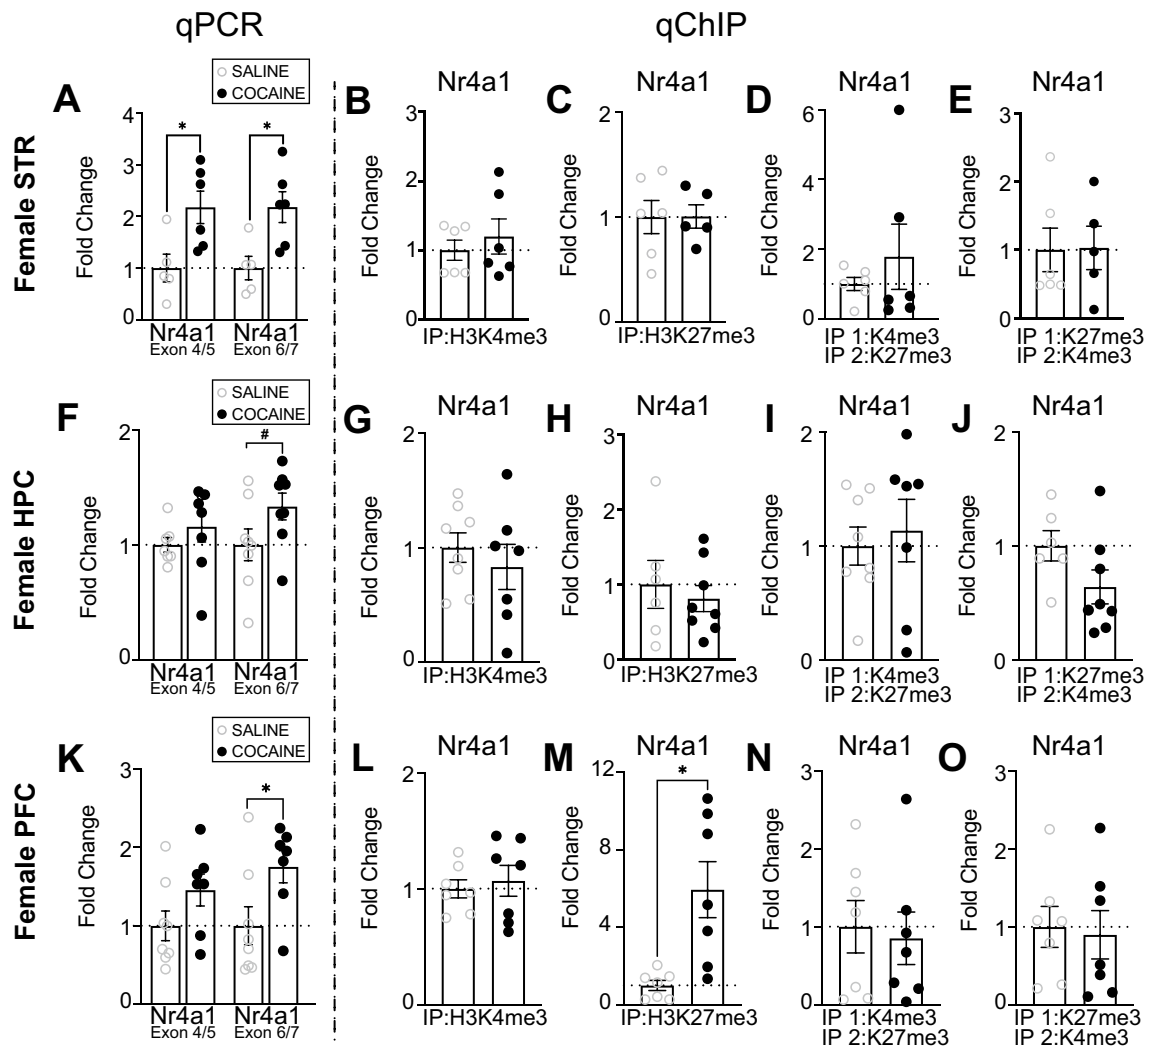 qPCR
qChIP
Female STR
A
SALINE
COCAINE
Fold Change
4
3
2
1
0
*
*
Nr4a1
Exon 4/5
Nr4a1
Exon 6/7
B
Nr4a1
Fold Change
3
2
1
0
IP:H3K4me3
C
Nr4a1
Fold Change
2
1
0
IP:H3K27me3
D
Nr4a1
Fold Change
6
4
2
0
IP 1:K4me3
IP 2:K27me3
E
Nr4a1
Fold Change
3
2
1
0
IP 1:K27me3
IP 2:K4me3
Female HPC
F
SALINE
COCAINE
Fold Change
2
1
0
#
Nr4a1
Exon 4/5
Nr4a1
Exon 6/7
G
Nr4a1
Fold Change
2
1
0
IP:H3K4me3
H
Nr4a1
Fold Change
3
2
1
0
IP:H3K27me3
I
Nr4a1
Fold Change
2
1
0
IP 1:K4me3
IP 2:K27me3
J
Nr4a1
Fold Change
2
1
0
IP 1:K27me3
IP 2:K4me3
Female PFC
K
SALINE
COCAINE
Fold Change
3
2
1
0
*
Nr4a1
Exon 4/5
Nr4a1
Exon 6/7
L
Nr4a1
Fold Change
2
1
0
IP:H3K4me3
M
Nr4a1
Fold Change
12
8
4
0
*
IP:H3K27me3
N
Nr4a1
Fold Change
3
2
1
0
IP 1:K4me3
IP 2:K27me3
O
Nr4a1
Fold Change
3
2
1
0
IP 1:K27me3
IP 2:K4me3